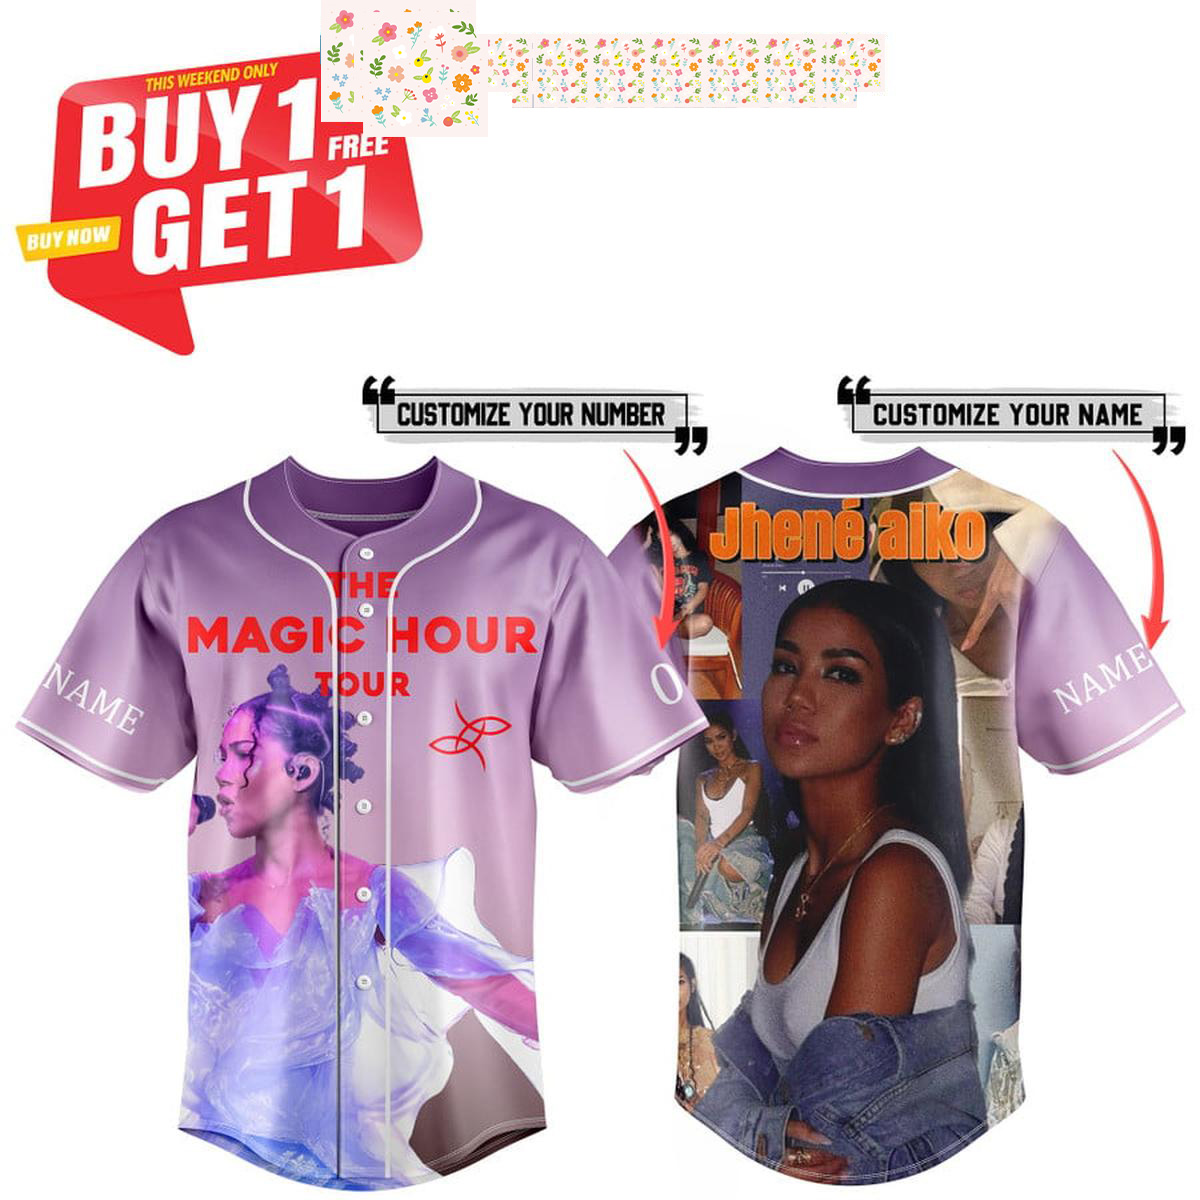 THIS WEEKEND ONLY
BUY 1
FREE
GET 1
BUY NOW
CUSTOMIZE YOUR NUMBER
CUSTOMIZE YOUR NAME
THE
MAGIC HOUR
TOUR
NAME
0
Jhené aiko
NAME